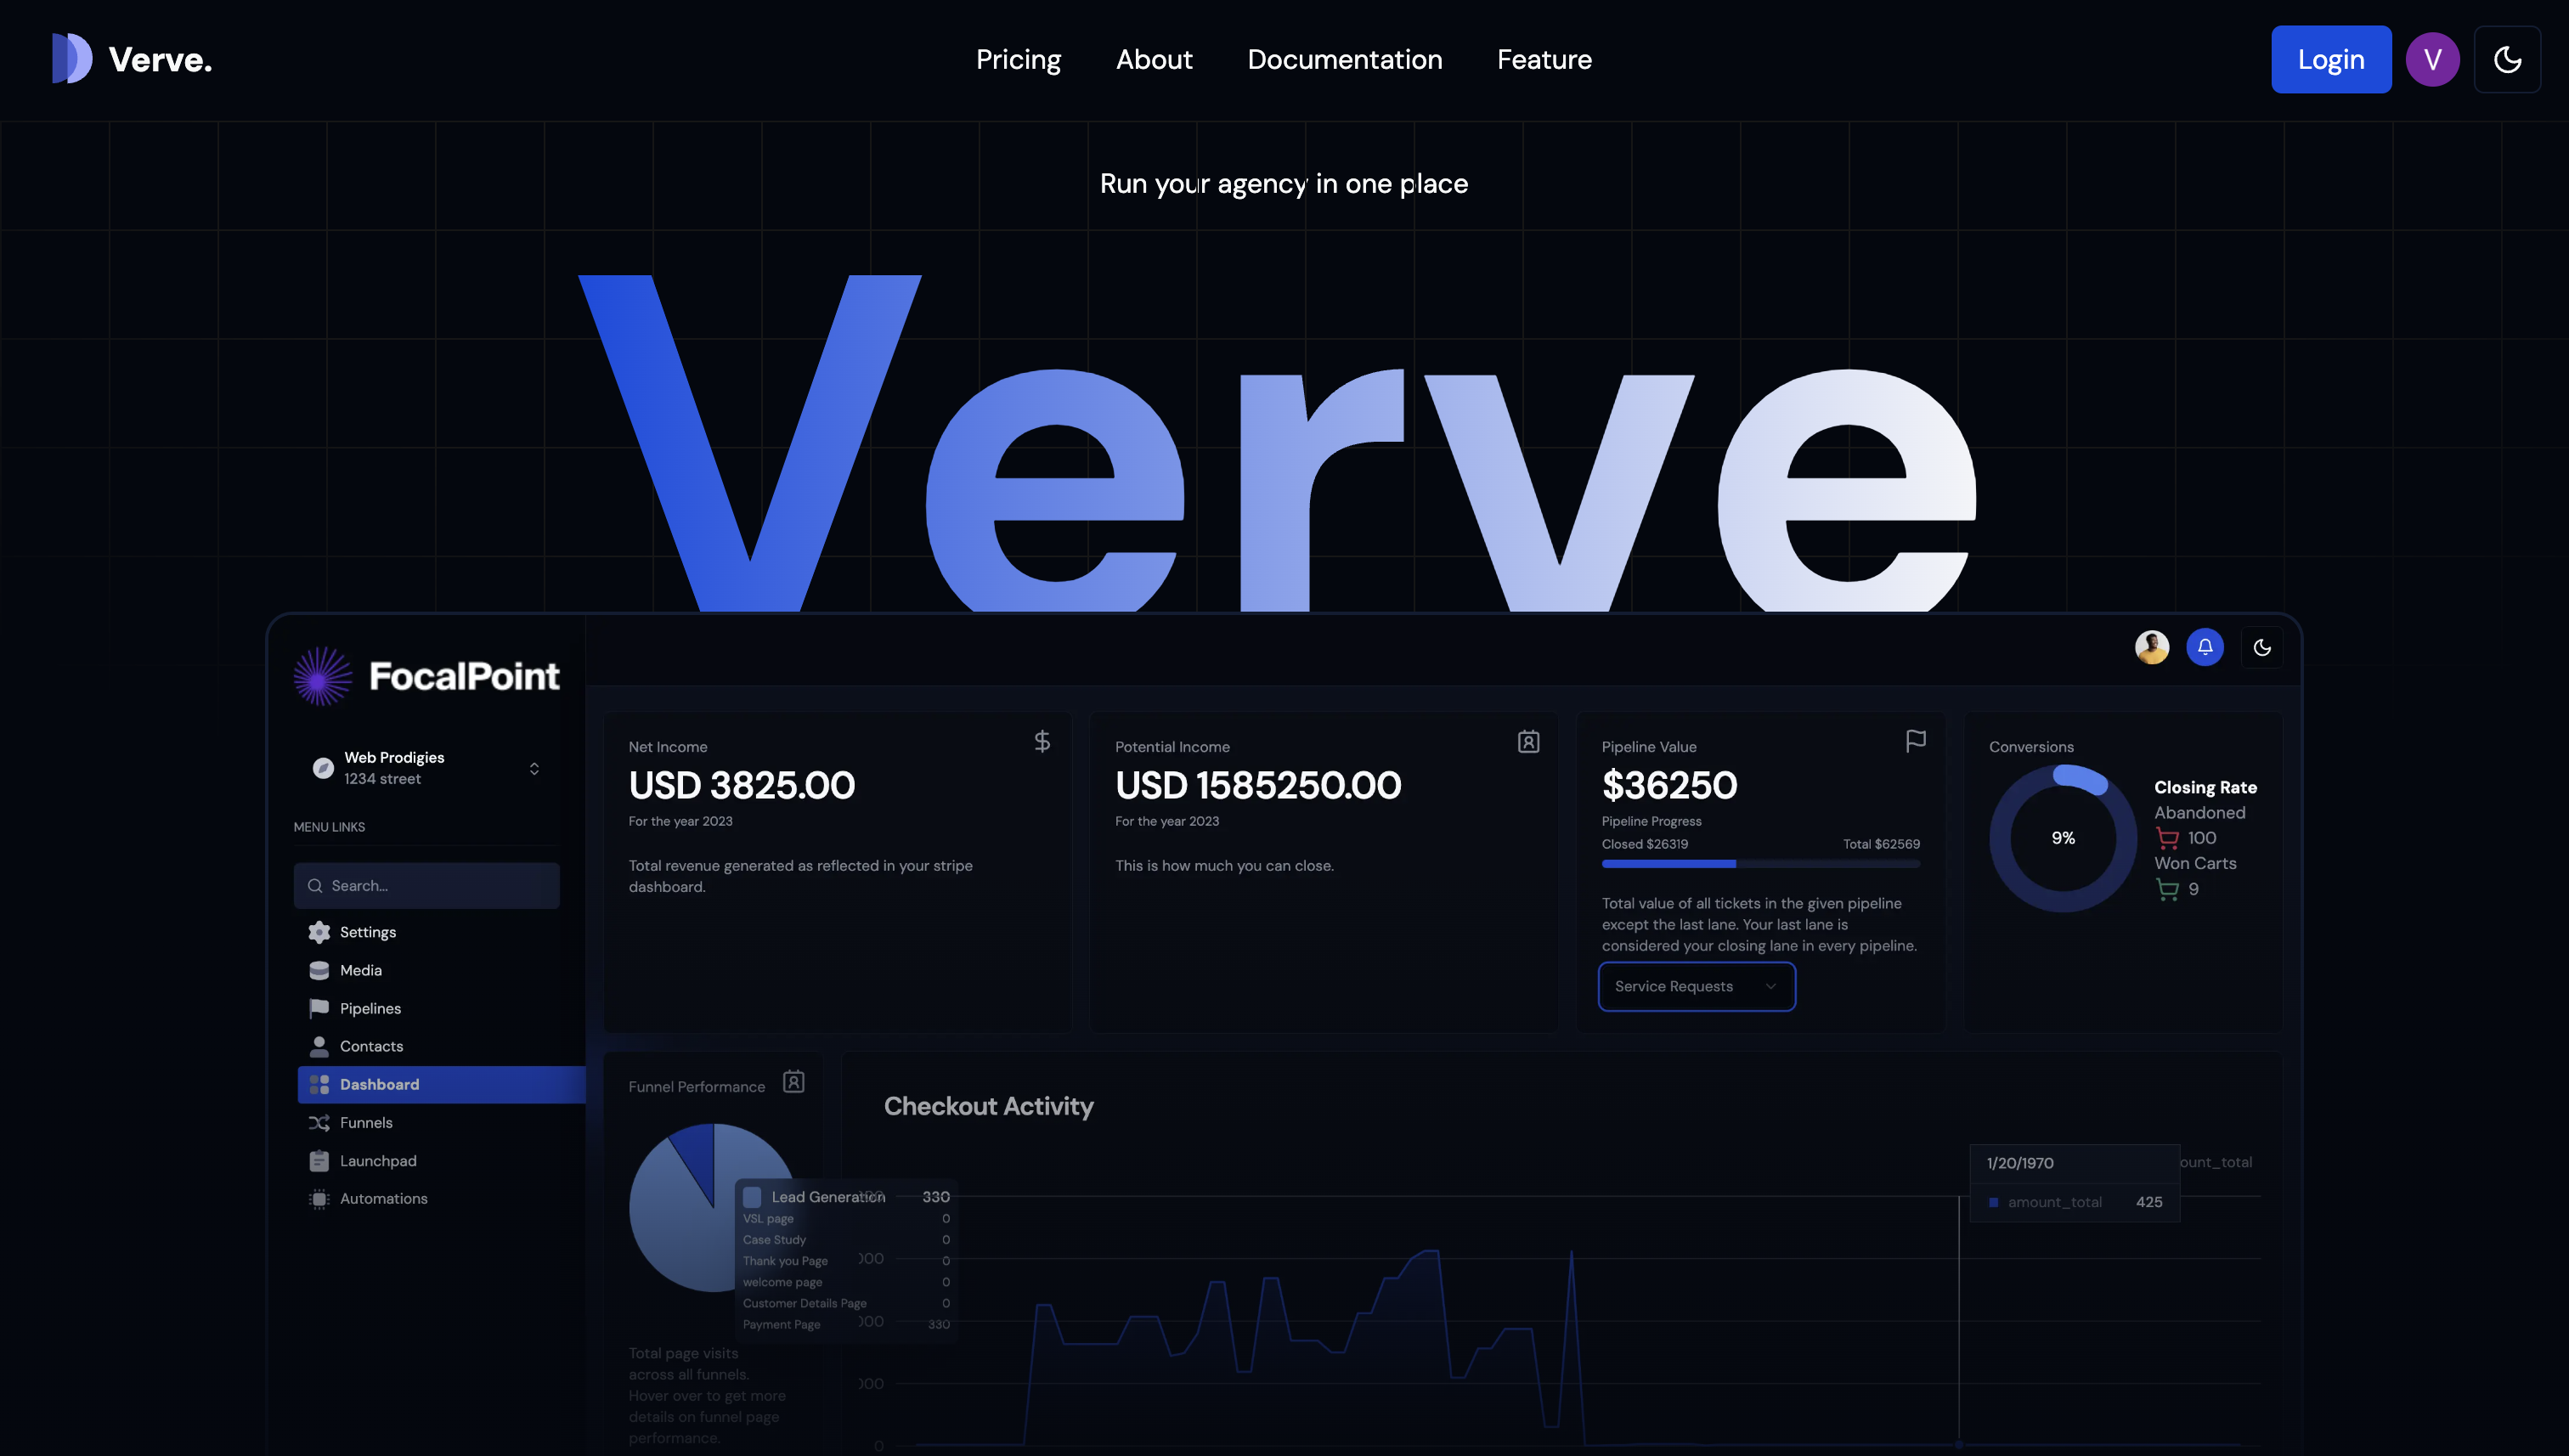 Verve.
Pricing
About
Documentation
Feature
Login
V
Run your agency in one place
Verve
FocalPoint
Web Prodigies
1234 street
MENU LINKS
Search...
Settings
Media
Pipelines
Contacts
Dashboard
Funnels
Launchpad
Automations
Net Income
USD 3825.00
For the year 2023
Total revenue generated as reflected in your stripe
dashboard.
Potential Income
USD 1585250.00
For the year 2023
This is how much you can close.
Pipeline Value
$36250
Pipeline Progress
Closed $26319
Total $62569
Total value of all tickets in the given pipeline
except the last lane. Your last lane is
considered your closing lane in every pipeline.
Service Requests
Conversions
9%
Closing Rate
Abandoned
100
Won Carts
9
Funnel Performance
Lead Generation 330
VSL page 0
Case Study 0
Thank you Page 0
welcome page 0
Customer Details Page 0
Payment Page 330
Total page visits
across all funnels.
Hover over to get more
details on funnel page
performance.
Checkout Activity
1/20/1970
amount_total 425
0